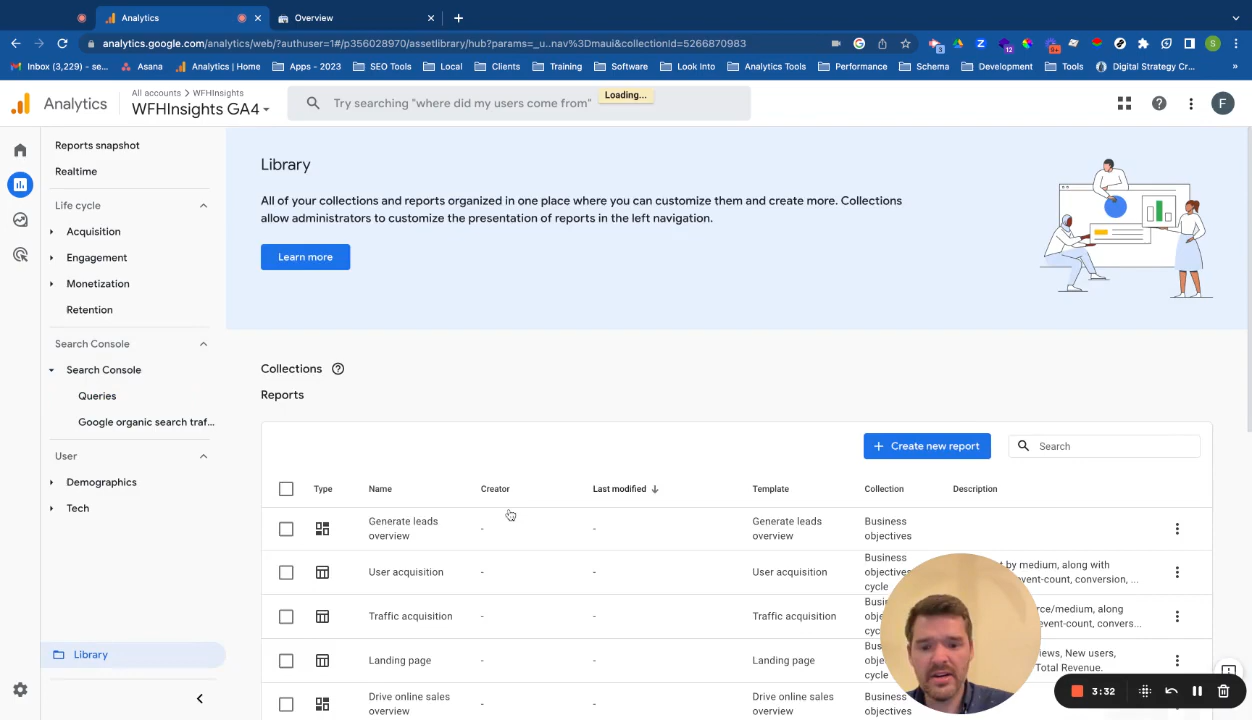 Analytics
Overview
analytics.google.com/analytics/web/?authuser=1#/p356028970/assetlibrary/hub?params=_u..nav%3Dmaui&collectionId=5266870983
3
12
6+
S
Inbox (3,229) - se...
Asana
Analytics | Home
Apps - 2023
SEO Tools
Local
Clients
Training
Software
Look Into
Analytics Tools
Performance
Schema
Development
Tools
Digital Strategy Cr...
»
Analytics
All accounts > WFHInsights
WFHInsights GA4
Try searching "where did my users come from"
Loading...
F
Reports snapshot
Realtime
Life cycle
Acquisition
Engagement
Monetization
Retention
Search Console
Search Console
Queries
Google organic search traf...
User
Demographics
Tech
Library
Library
All of your collections and reports organized in one place where you can customize them and create more. Collections
allow administrators to customize the presentation of reports in the left navigation.
Learn more
Collections
Reports
+ Create new report
Search
Type
Name
Creator
Last modified
Template
Collection
Description
Generate leads
overview
-
-
Generate leads
overview
Business
objectives
User acquisition
-
-
User acquisition
Business
objectives
cycle
t by medium, along with
event-count, conversion, ...
Traffic acquisition
-
-
Traffic acquisition
rce/medium, along
event-count, convers...
Landing page
-
-
Landing page
iews, New users,
Total Revenue.
Drive online sales
overview
-
-
Drive online sales
overview
3:32